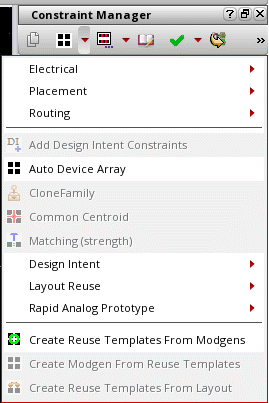 Constraint Manager
Electrical
Placement
Routing
Add Design Intent Constraints
Auto Device Array
CloneFamily
Common Centroid
Matching (strength)
Design Intent
Layout Reuse
Rapid Analog Prototype
Create Reuse Templates From Modgens
Create Modgen From Reuse Templates
Create Reuse Templates From Layout